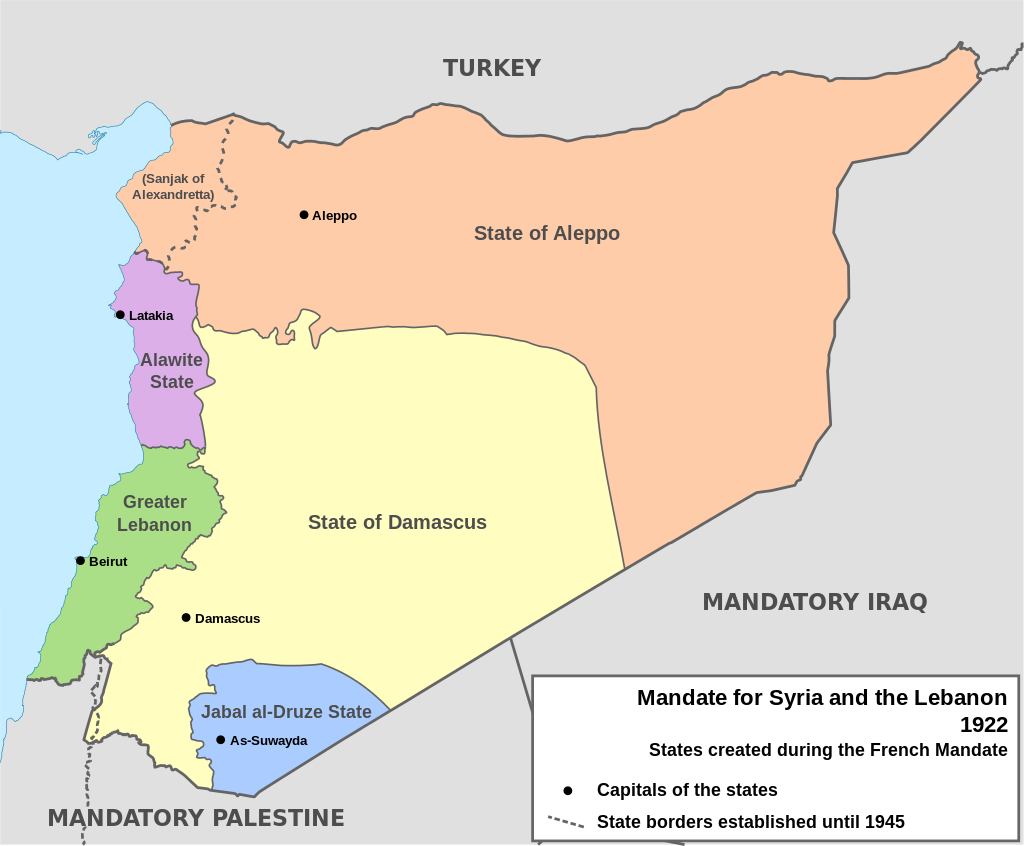 TURKEY
(Sanjak of
Alexandretta)
Aleppo
State of Aleppo
Latakia
Alawite
State
Greater
Lebanon
State of Damascus
Beirut
Damascus
MANDATORY IRAQ
Jabal al-Druze State
As-Suwayda
MANDATORY PALESTINE
Mandate for Syria and the Lebanon
1922
States created during the French Mandate
Capitals of the states
State borders established until 1945